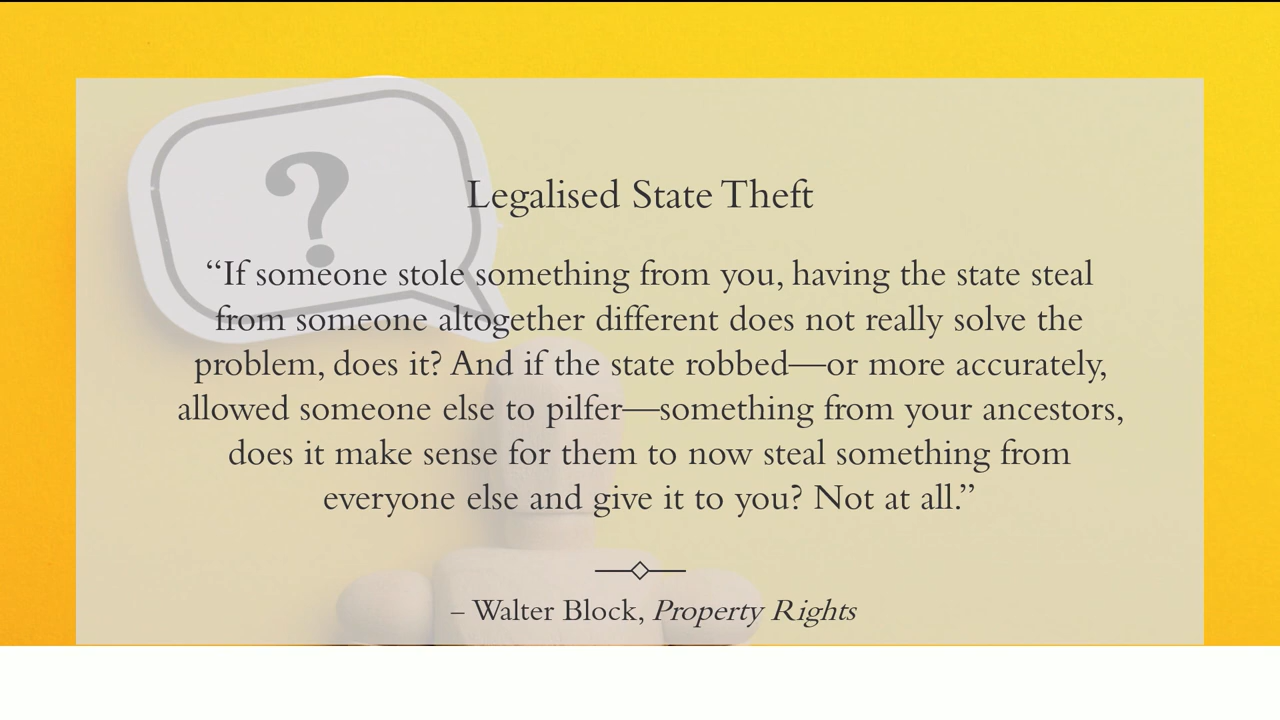 ?
Legalised State Theft
“If someone stole something from you, having the state steal
from someone altogether different does not really solve the
problem, does it? And if the state robbed—or more accurately,
allowed someone else to pilfer—something from your ancestors,
does it make sense for them to now steal something from
everyone else and give it to you? Not at all.”
– Walter Block, Property Rights